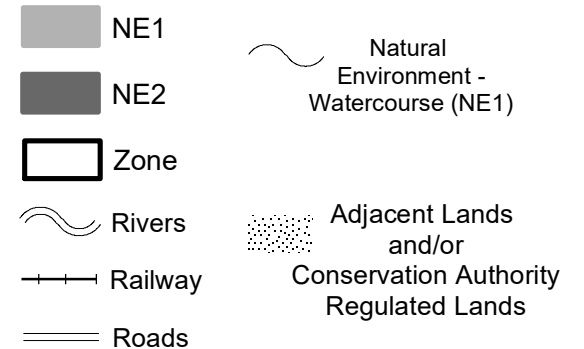 NE1
NE2
Zone
Rivers
Railway
Roads
Natural
Environment -
Watercourse (NE1)
Adjacent Lands
and/or
Conservation Authority
Regulated Lands